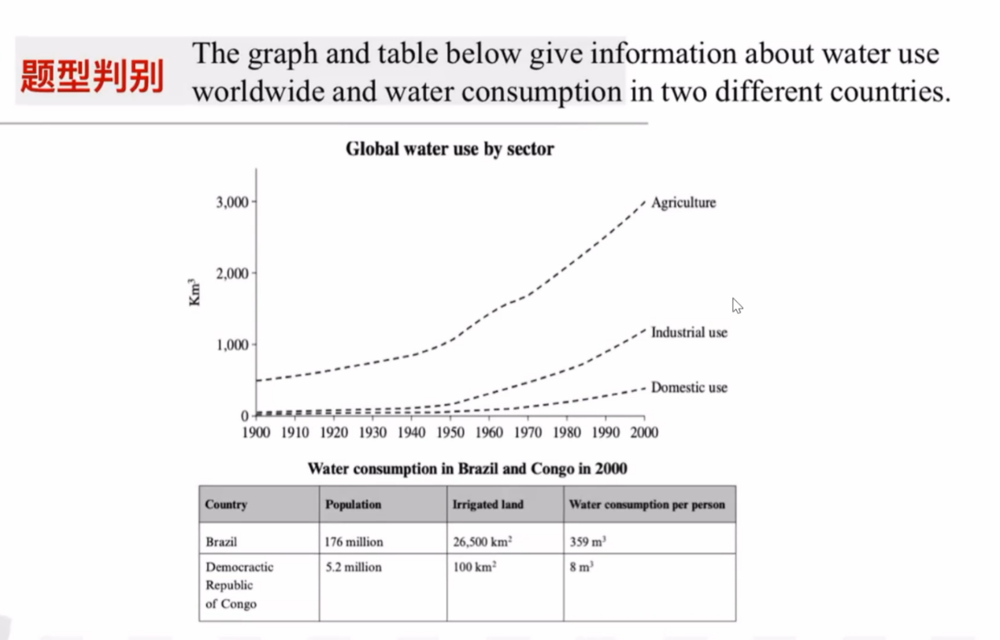 题型判别
The graph and table below give information about water use
worldwide and water consumption in two different countries.
Global water use by sector
3,000
Agriculture
2,000
Km³
1,000
Industrial use
Domestic use
0
1900 1910 1920 1930 1940 1950 1960 1970 1980 1990 2000
Water consumption in Brazil and Congo in 2000
Country Population Irrigated land Water consumption per person
Brazil 176 million 26,500 km² 359 m³
Democractic 5.2 million 100 km² 8 m³
Republic
of Congo